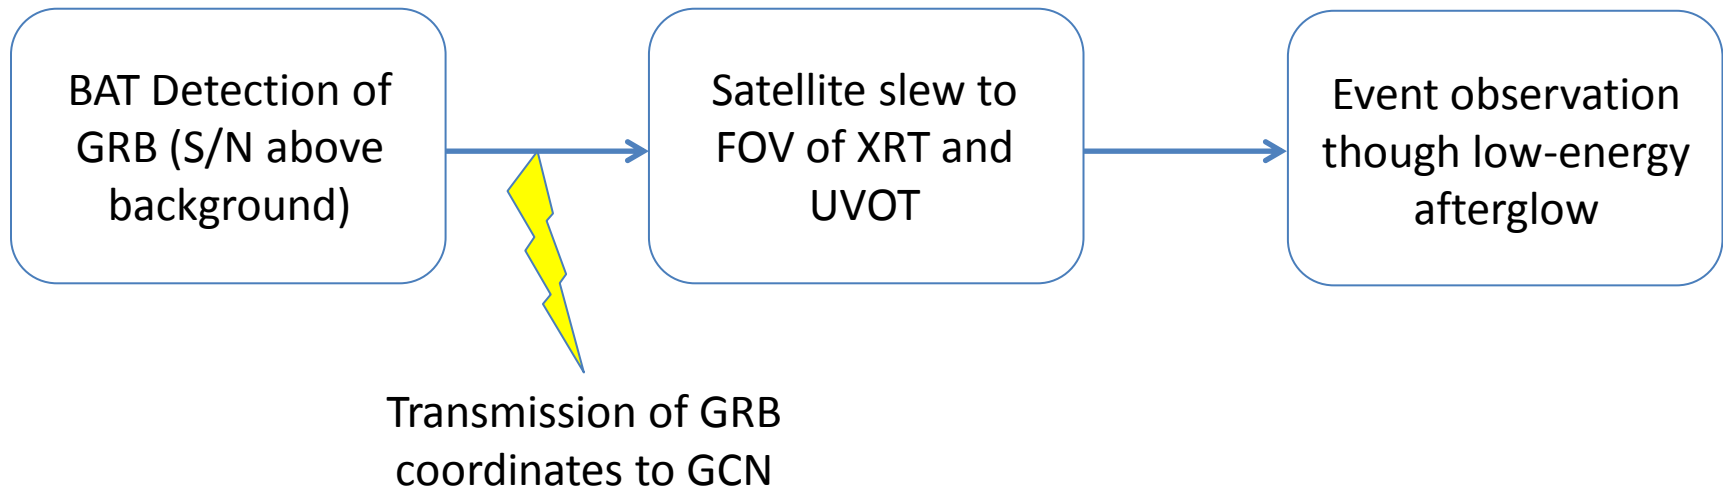 BAT Detection of
GRB (S/N above
background)
Satellite slew to
FOV of XRT and
UVOT
Event observation
though low-energy
afterglow
Transmission of GRB
coordinates to GCN